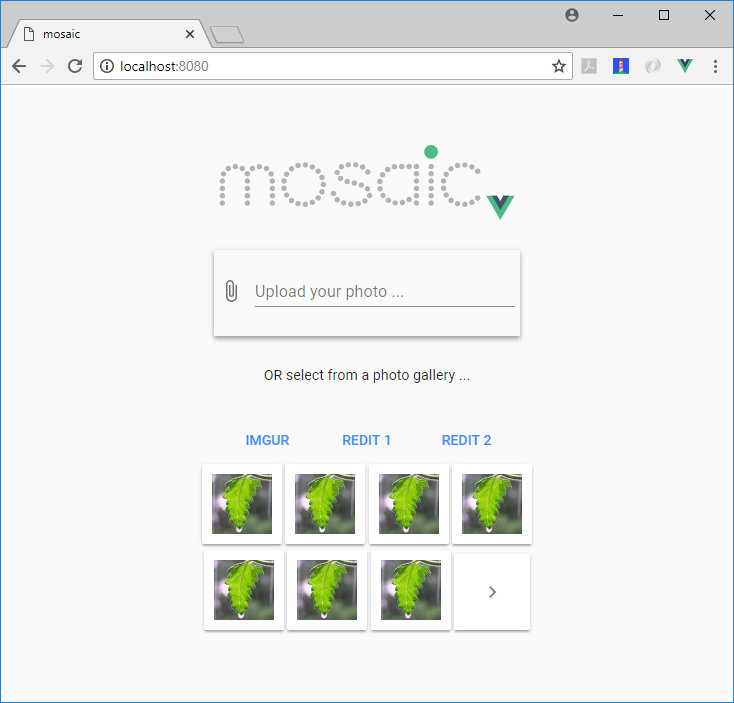 mosaic
localhost:8080
mosaic
Upload your photo ...
OR select from a photo gallery ...
IMGUR REDIT 1 REDIT 2